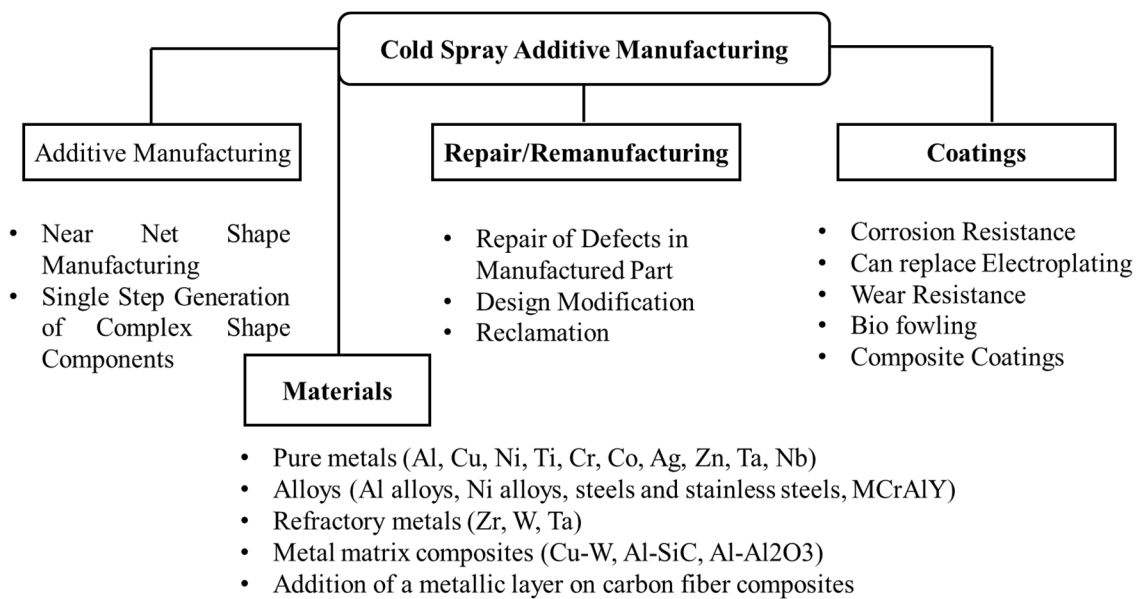 Cold Spray Additive Manufacturing
Additive Manufacturing
• Near Net Shape
Manufacturing
• Single Step Generation
of Complex Shape
Components
Repair/Remanufacturing
• Repair of Defects in
Manufactured Part
• Design Modification
• Reclamation
Coatings
• Corrosion Resistance
• Can replace Electroplating
• Wear Resistance
• Bio fowling
• Composite Coatings
Materials
• Pure metals (Al, Cu, Ni, Ti, Cr, Co, Ag, Zn, Ta, Nb)
• Alloys (Al alloys, Ni alloys, steels and stainless steels, MCrAlY)
• Refractory metals (Zr, W, Ta)
• Metal matrix composites (Cu-W, Al-SiC, Al-Al2O3)
• Addition of a metallic layer on carbon fiber composites